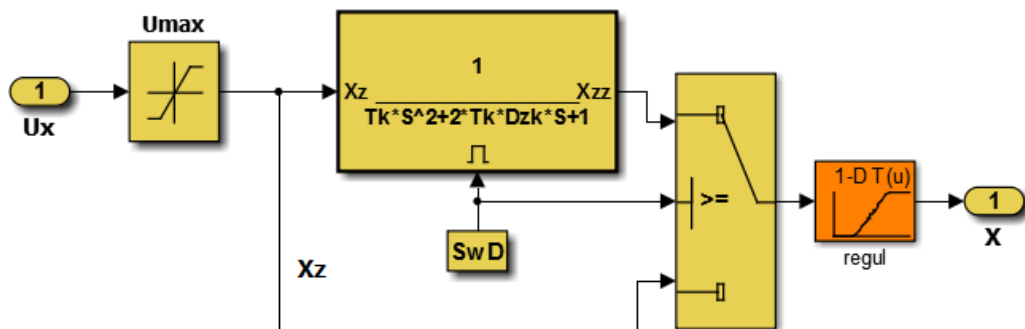 Umax
1
Ux
1
Xz
Xzz
Tk*S^2+2*Tk*Dzk*S+1
SwD
Xz
>=
1-D T(u)
regul
1
X